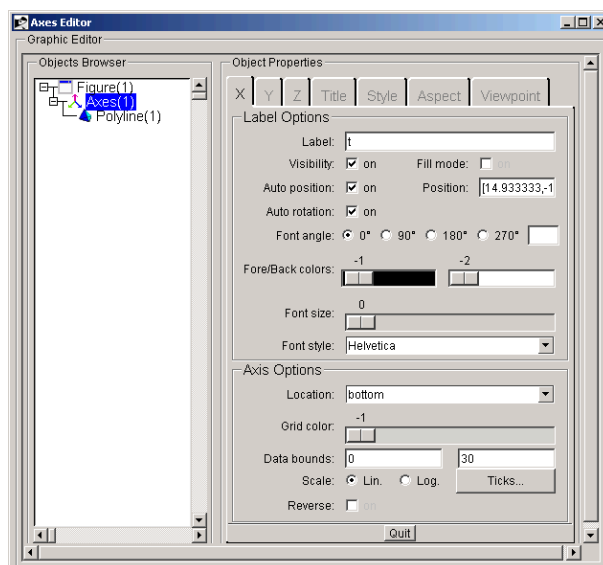 Axes Editor
Graphic Editor
Objects Browser
Figure(1)
Axes(1)
Polyline(1)
Object Properties
X Y Z Title Style Aspect Viewpoint
Label Options
Label: t
Visibility: on Fill mode: on
Auto position: on Position: [14.933333,-1
Auto rotation: on
Font angle: 0° 90° 180° 270°
-1 -2
Fore/Back colors:
0
Font size:
Font style: Helvetica
Axis Options
Location: bottom
-1
Grid color:
Data bounds: 0 30
Scale: Lin. Log. Ticks...
Reverse: on
Quit